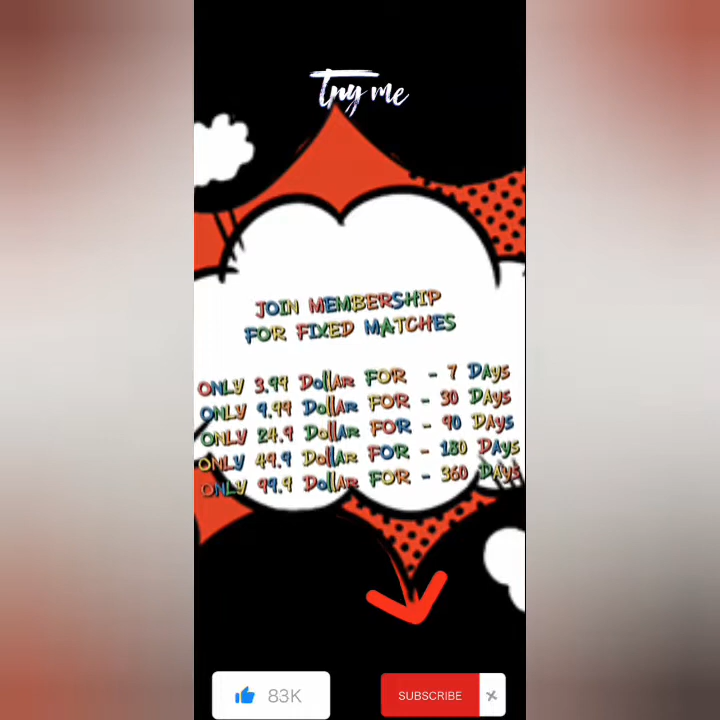 Try me
JOIN MEMBERSHIP
FOR FIXED MATCHES
ONLY 3.99 Dollar FOR - 7 Days
ONLY 9.99 Dollar FOR - 30 Days
ONLY 24.9 Dollar FOR - 90 Days
ONLY 49.9 Dollar FOR - 180 Days
ONLY 99.9 Dollar FOR - 360 Days
83K
SUBSCRIBE